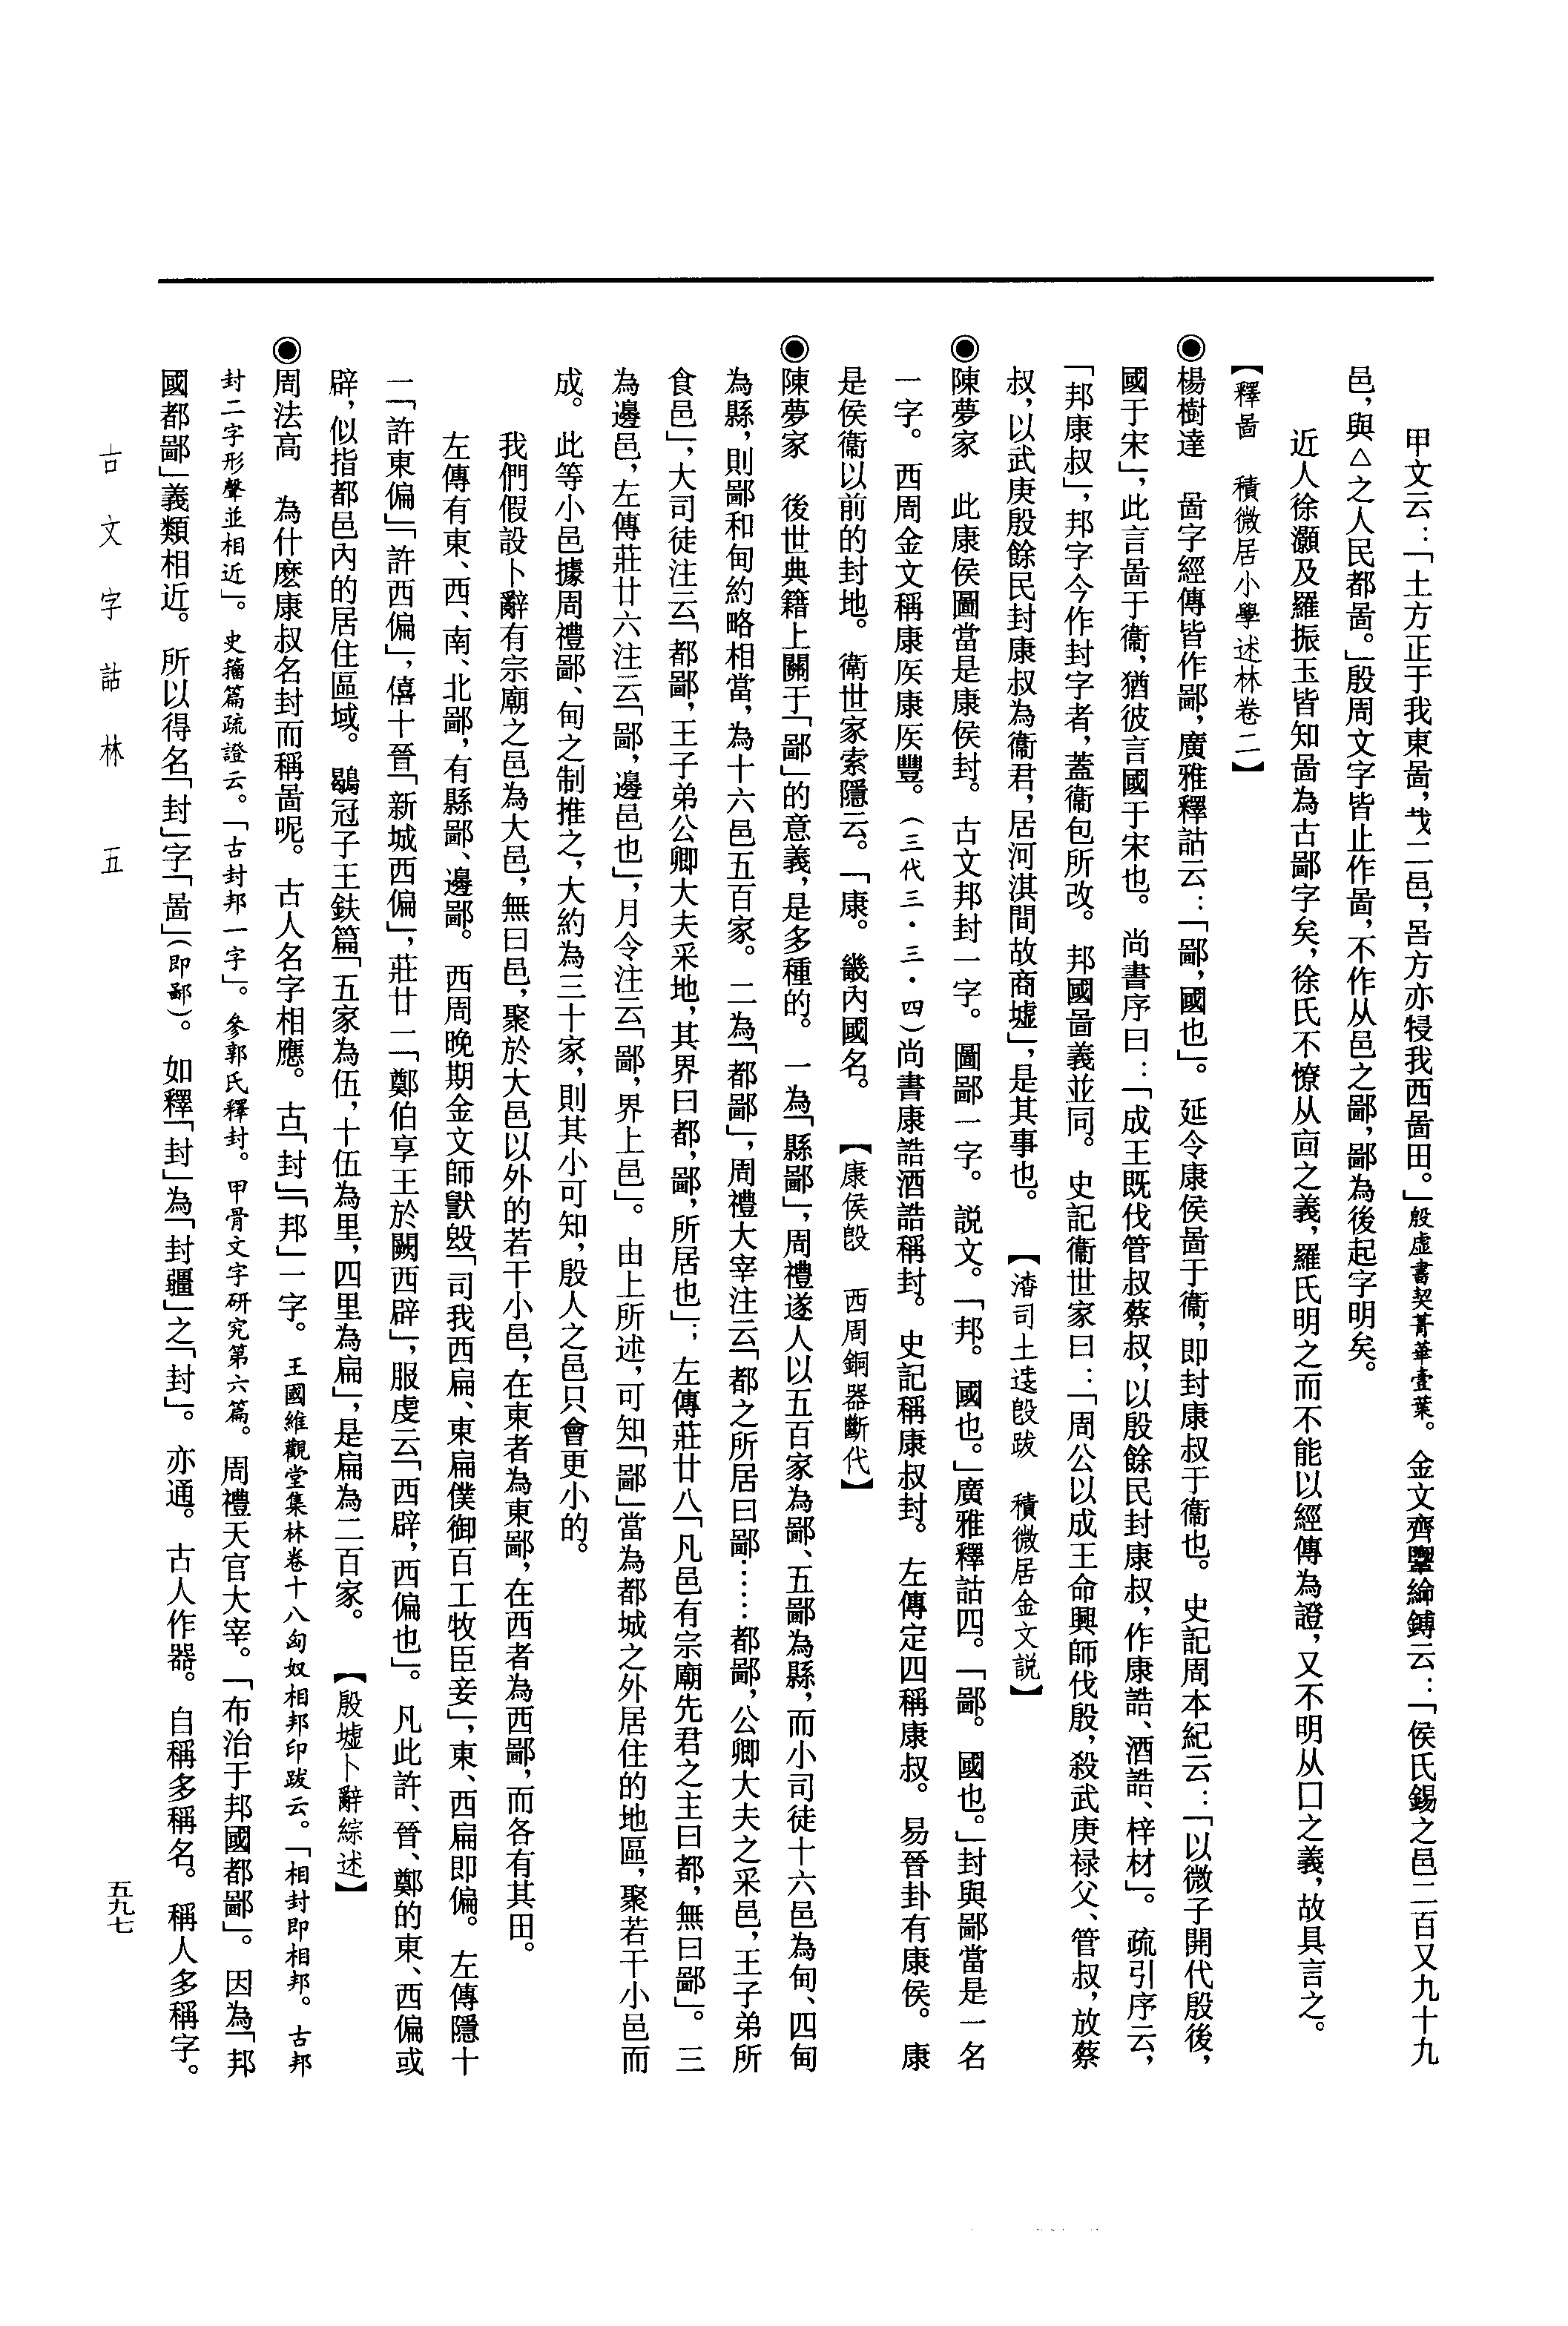 甲文云：「土方正于我東啚，𢦏二邑，呂方亦㹽我西啚田。」殷虛書契菁華壹葉。金文齊𦅫鎛云：「侯氏錫之邑二百又九十九
邑，與△之人民都啚。」殷周文字皆止作啚，不作从邑之鄙，鄙為後起字明矣。
近人徐灝及羅振玉皆知啚為古鄙字矣，徐氏不憭从㐭之義，羅氏明之而不能以經傳為證，又不明从囗之義，故具言之。
【釋啚　積微居小學述林卷二】
◉楊樹達　啚字經傳皆作鄙，廣雅釋詁云：「鄙，國也」。延令康侯啚于衞，即封康叔于衞也。史記周本紀云：「以微子開代殷後，
國于宋」，此言啚于衞，猶彼言國于宋也。尚書序曰：「成王既伐管叔蔡叔，以殷餘民封康叔，作康誥、酒誥、梓材」。疏引序云，
「邦康叔」，邦字今作封字者，蓋衞包所改。邦國啚義並同。史記衞世家曰：「周公以成王命興師伐殷，殺武庚禄父、管叔，放蔡
叔，以武庚殷餘民封康叔為衞君，居河淇間故商墟」，是其事也。【渣司土逘𣪘跋　積微居金文説】
◉陳夢家　此康侯圖當是康侯封。古文邦封一字。圖鄙一字。説文。「邦。國也。」廣雅釋詁四。「鄙。國也。」封與鄙當是一名
一字。西周金文稱康𥎦康𥎦豐。（三代三·三·四）尚書康誥酒誥稱封。史記稱康叔封。左傳定四稱康叔。易晉卦有康侯。康
是侯衞以前的封地。衛世家索隱云。「康。畿內國名。【康侯𣪘　西周銅器斷代】
◉陳夢家　後世典籍上關于「鄙」的意義，是多種的。一為「縣鄙」，周禮遂人以五百家為鄙、五鄙為縣，而小司徒十六邑為甸、四甸
為縣，則鄙和甸約略相當，為十六邑五百家。二為「都鄙」，周禮大宰注云「都之所居曰鄙……都鄙，公卿大夫之采邑，王子弟所
食邑」，大司徒注云「都鄙，王子弟公卿大夫采地，其界曰都，鄙，所居也」；左傳莊廿八「凡邑有宗廟先君之主曰都，無曰鄙」。三
為邊邑，左傳莊廿六注云「鄙，邊邑也」，月令注云「鄙，界上邑」。由上所述，可知「鄙」當為都城之外居住的地區，聚若干小邑而
成。此等小邑據周禮鄙、甸之制推之，大約為三十家，則其小可知，殷人之邑只會更小的。
我們假設卜辭有宗廟之邑為大邑，無曰邑，聚於大邑以外的若干小邑，在東者為東鄙，在西者為西鄙，而各有其田。
左傳有東、西、南、北鄙，有縣鄙、邊鄙。西周晚期金文師獸𣪘「司我西扁、東扁僕御百工牧臣妾」，東、西扁即偏。左傳隱十
一「許東偏」「許西偏」，僖十晉「新城西偏」，莊廿一「鄭伯享王於闕西辟」，服虔云「西辟，西偏也」。凡此許、晉、鄭的東、西偏或
辟，似指都邑內的居住區域。鶡冠子王鈇篇「五家為伍，十伍為里，四里為扁」，是扁為二百家。【殷墟卜辭綜述】
◉周法高　為什麽康叔名封而稱啚呢。古人名字相應。古「封」「邦」一字。王國維觀堂集林卷十八匈奴相邦印跋云。「相封即相邦。古邦
封二字形聲並相近」。史籀篇疏證云。「古封邦一字」。參郭氏釋封。甲骨文字研究第六篇。周禮天官大宰。「布治于邦國都鄙」。因為「邦
國都鄙」義類相近。所以得名「封」字「啚」（即鄙）。如釋「封」為「封疆」之「封」。亦通。古人作器。自稱多稱名。稱人多稱字。
古文字詁林　五
五九七